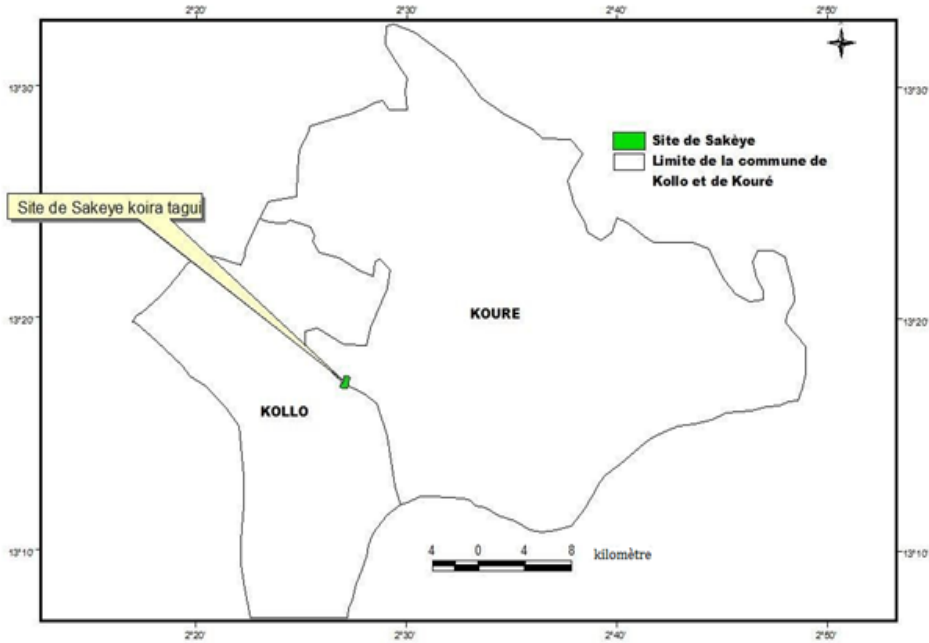 2°20'
2°30'
2°40'
2°50'
13°30'
13°30'
Site de Sakèye
Limite de la commune de
Kollo et de Kouré
Site de Sakeye koira tagui
13°20'
KOURE
13°20'
KOLLO
13°10'
4 0 4 8 kilomètre
13°10'
2°20'
2°30'
2°40'
2°50'